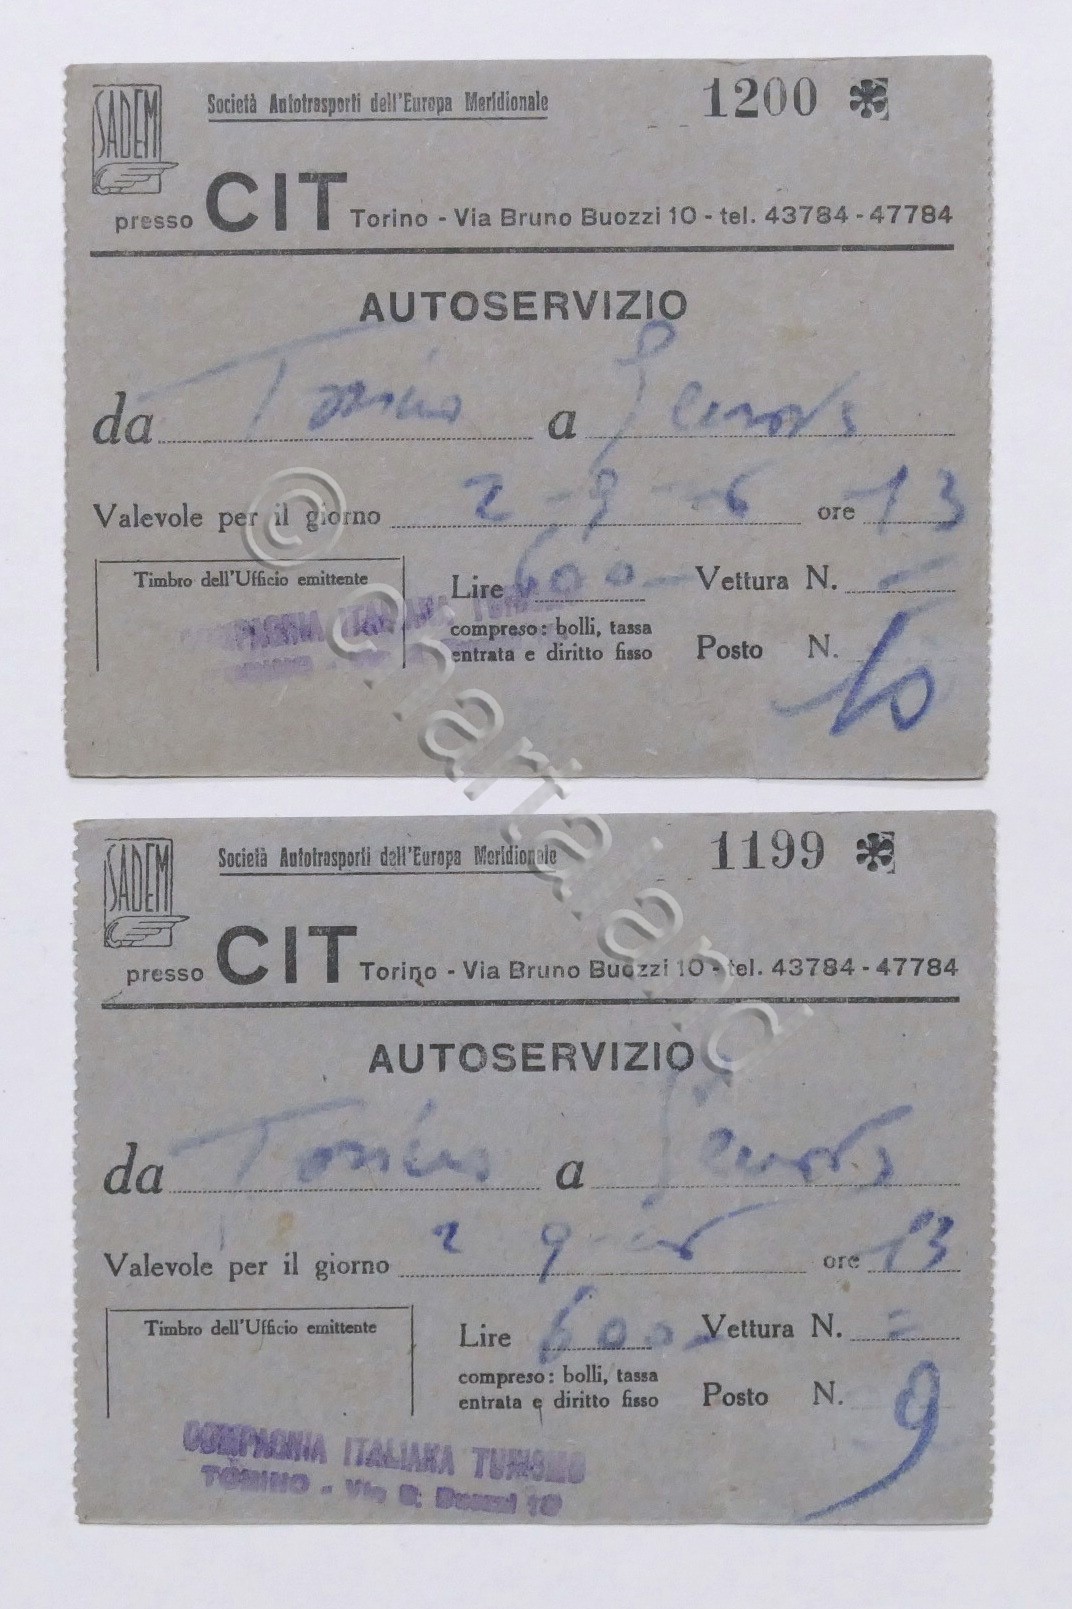 SADEM
Società Autotrasporti dell'Europa Meridionale
1200
presso CIT Torino - Via Bruno Buozzi 10 - tel. 43784 - 47784
AUTOSERVIZIO
da Torino a Genova
Valevole per il giorno 2-9- ore 13
Timbro dell'Ufficio emittente
Lire 600 Vettura N. =
COMPAGNIA ITALIANA TURISMO
compreso: bolli, tassa
entrata e diritto fisso
Posto N. 10
© maremagnum
SADEM
Società Autotrasporti dell'Europa Meridionale
1199
presso CIT Torino - Via Bruno Buozzi 10 - tel. 43784 - 47784
AUTOSERVIZIO
da Torino a Genova
Valevole per il giorno 2 9 ore 13
Timbro dell'Ufficio emittente
Lire 600 Vettura N. =
compreso: bolli, tassa
entrata e diritto fisso
Posto N. 9
COMPAGNIA ITALIANA TURISMO
TORINO - Via B. Buozzi 10